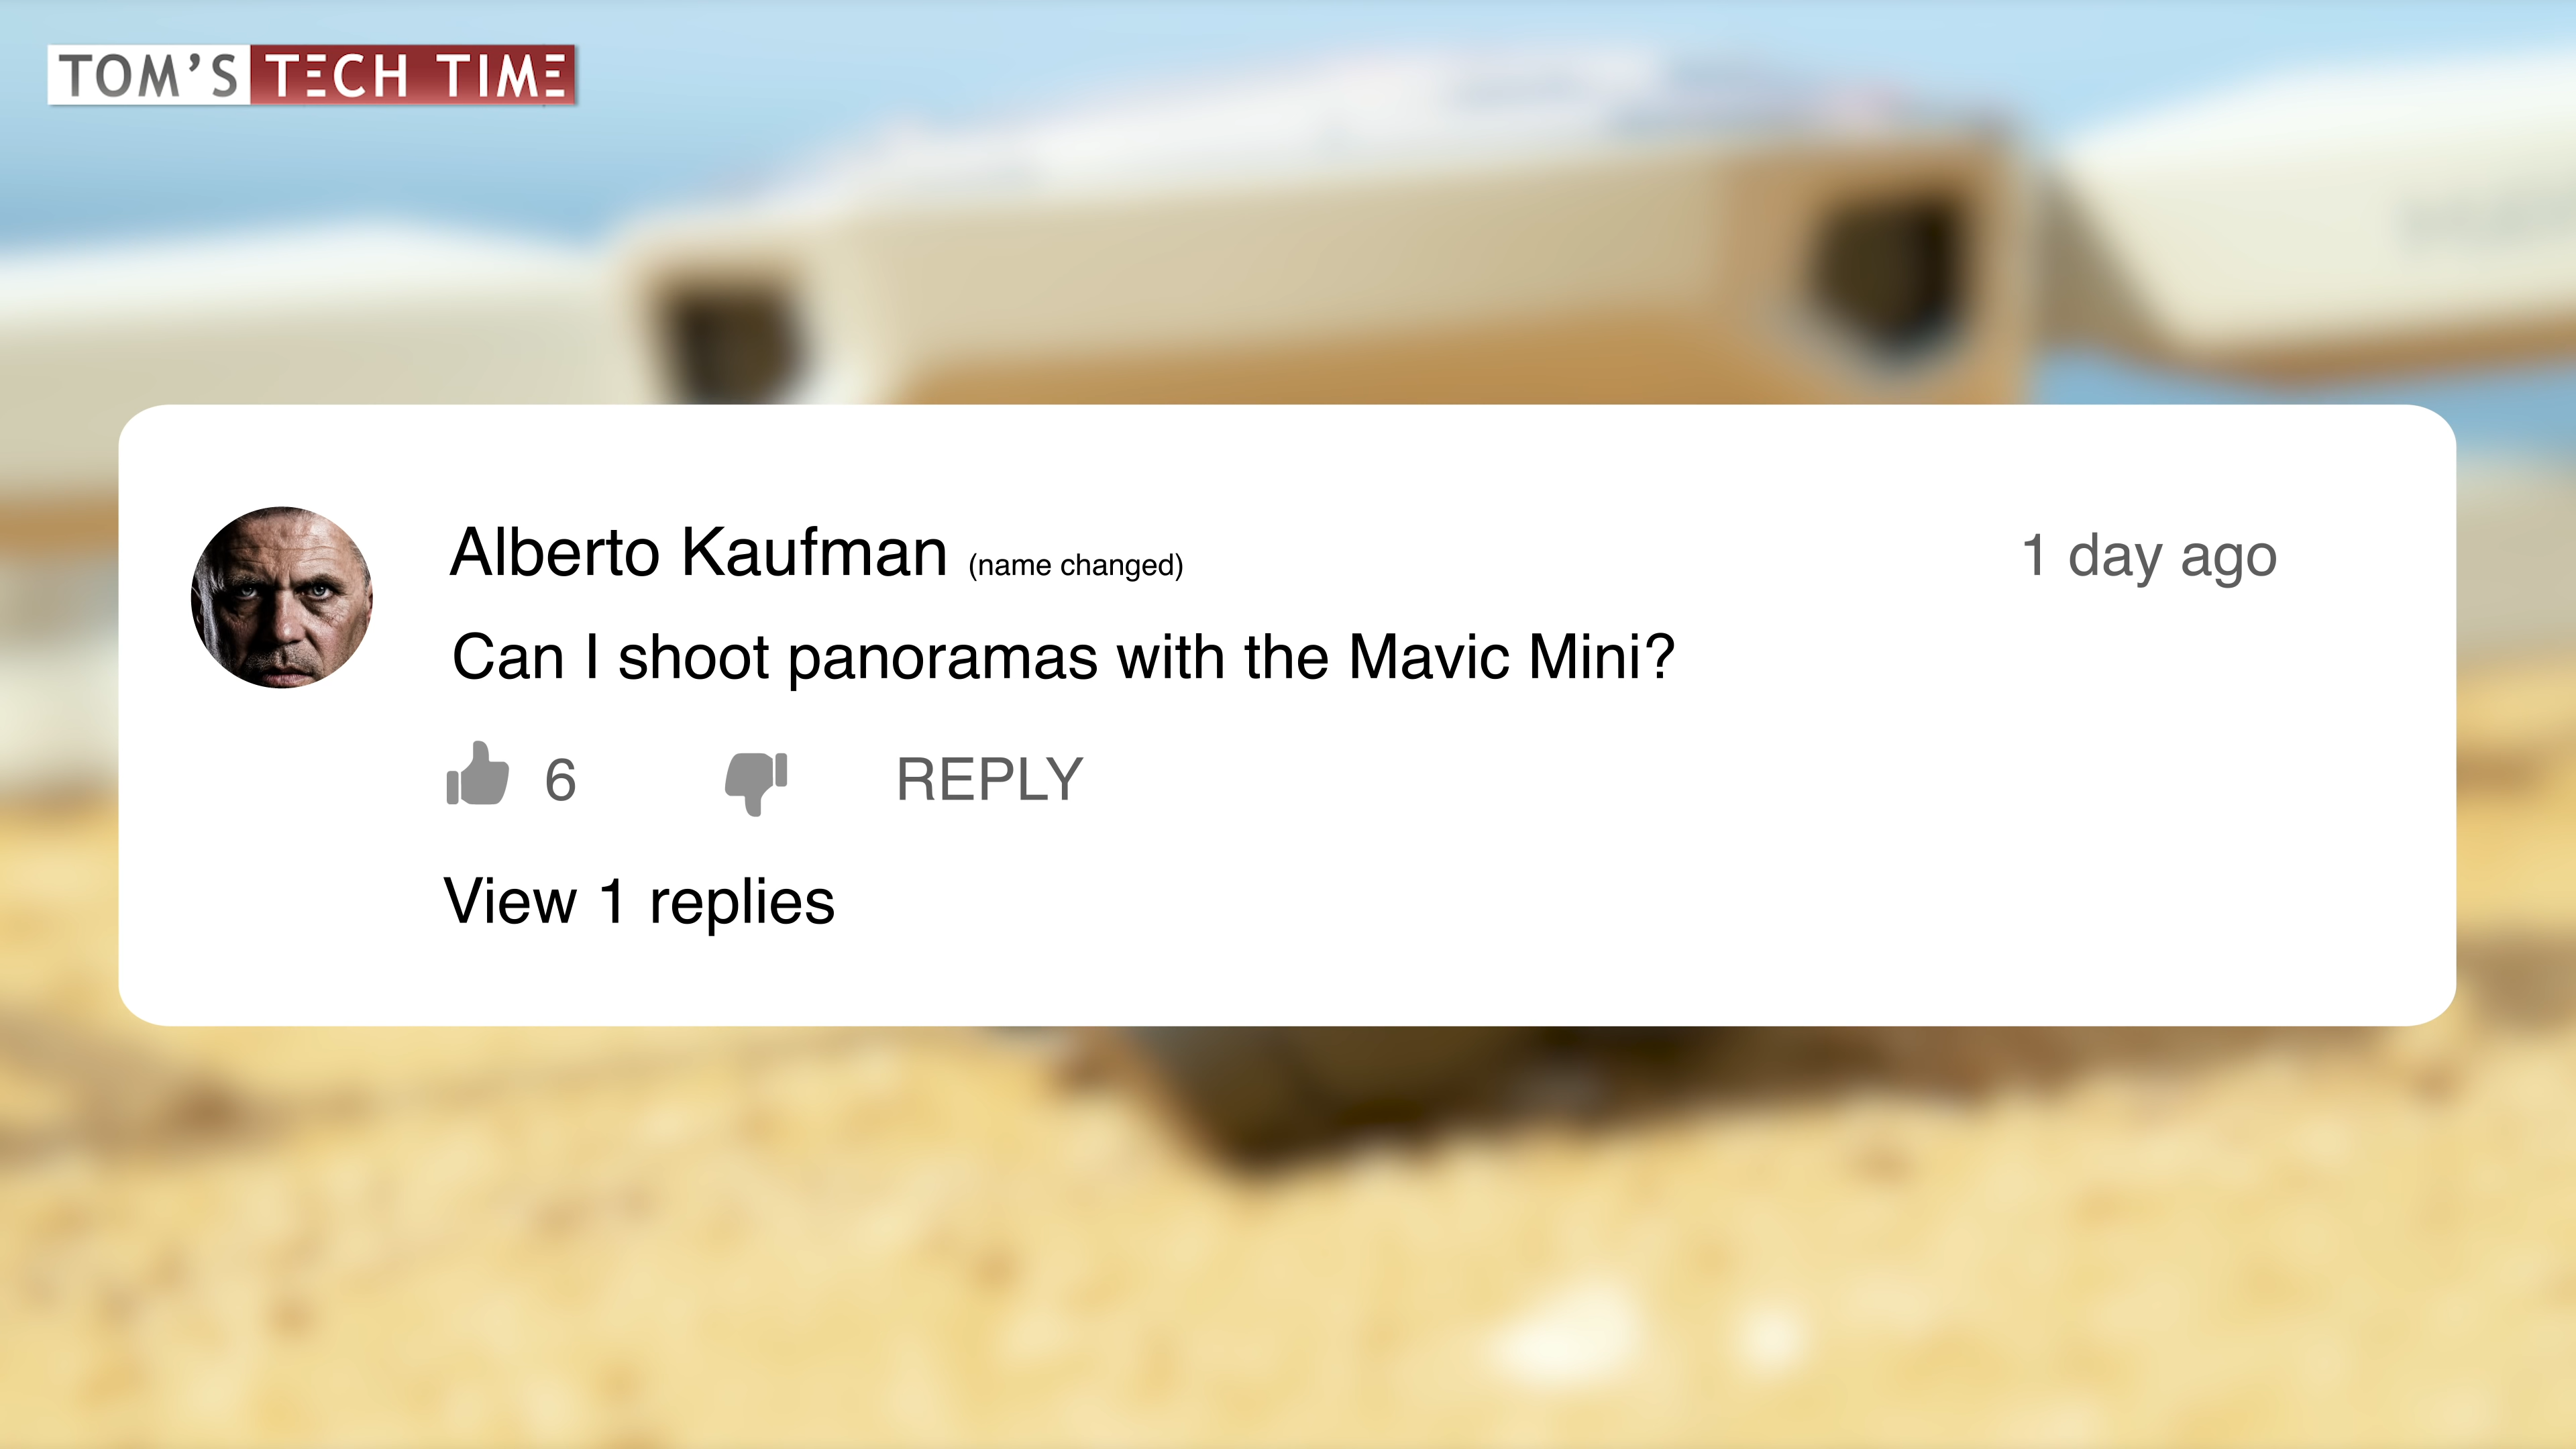 TOM'S TECH TIME
Alberto Kaufman (name changed)
1 day ago
Can I shoot panoramas with the Mavic Mini?
6
REPLY
View 1 replies